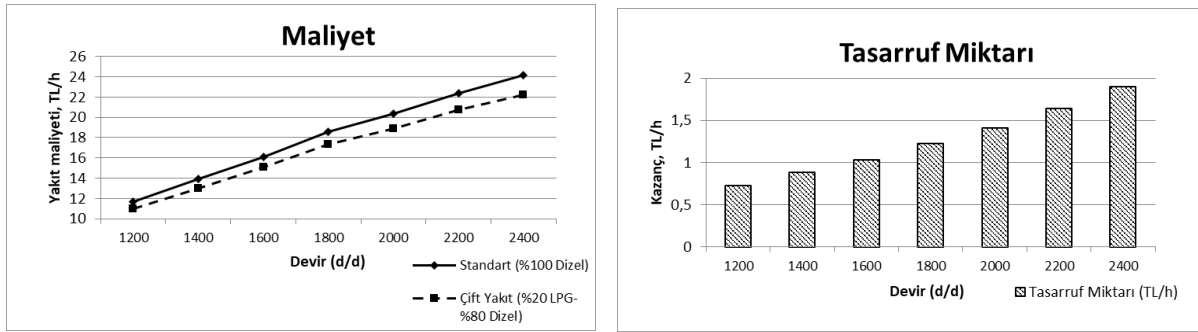 Maliyet
Yakıt maliyeti, TL/h
26
24
22
20
18
16
14
12
10
1200 1400 1600 1800 2000 2200 2400
Devir (d/d)
Standart (%100 Dizel)
Çift Yakıt (%20 LPG-
%80 Dizel)
Tasarruf Miktarı
Kazanç, TL/h
2
1,5
1
0,5
0
1200 1400 1600 1800 2000 2200 2400
Devir (d/d)
Tasarruf Miktarı (TL/h)